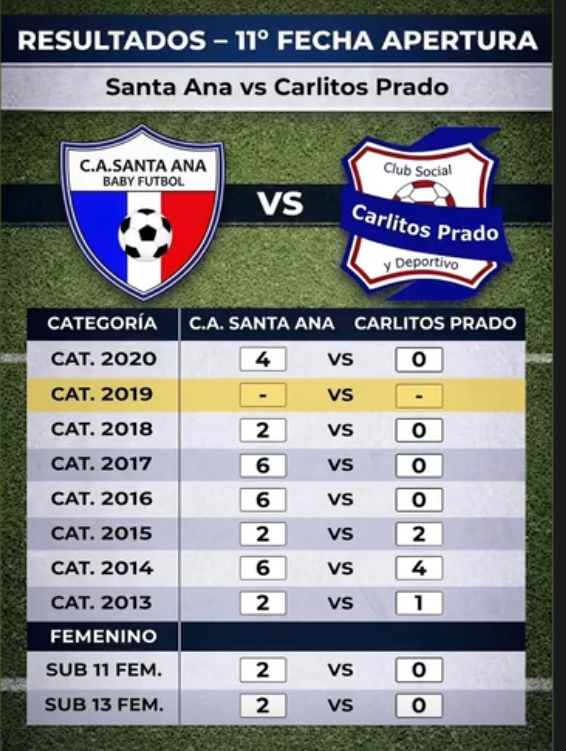 RESULTADOS – 11° FECHA APERTURA
Santa Ana vs Carlitos Prado
C.A.SANTA ANA
BABY FUTBOL
VS
Club Social
Carlitos Prado
y Deportivo
CATEGORÍA C.A. SANTA ANA CARLITOS PRADO
CAT. 2020 4 VS 0
CAT. 2019 - VS -
CAT. 2018 2 VS 0
CAT. 2017 6 VS 0
CAT. 2016 6 VS 0
CAT. 2015 2 VS 2
CAT. 2014 6 VS 4
CAT. 2013 2 VS 1
FEMENINO
SUB 11 FEM. 2 VS 0
SUB 13 FEM. 2 VS 0